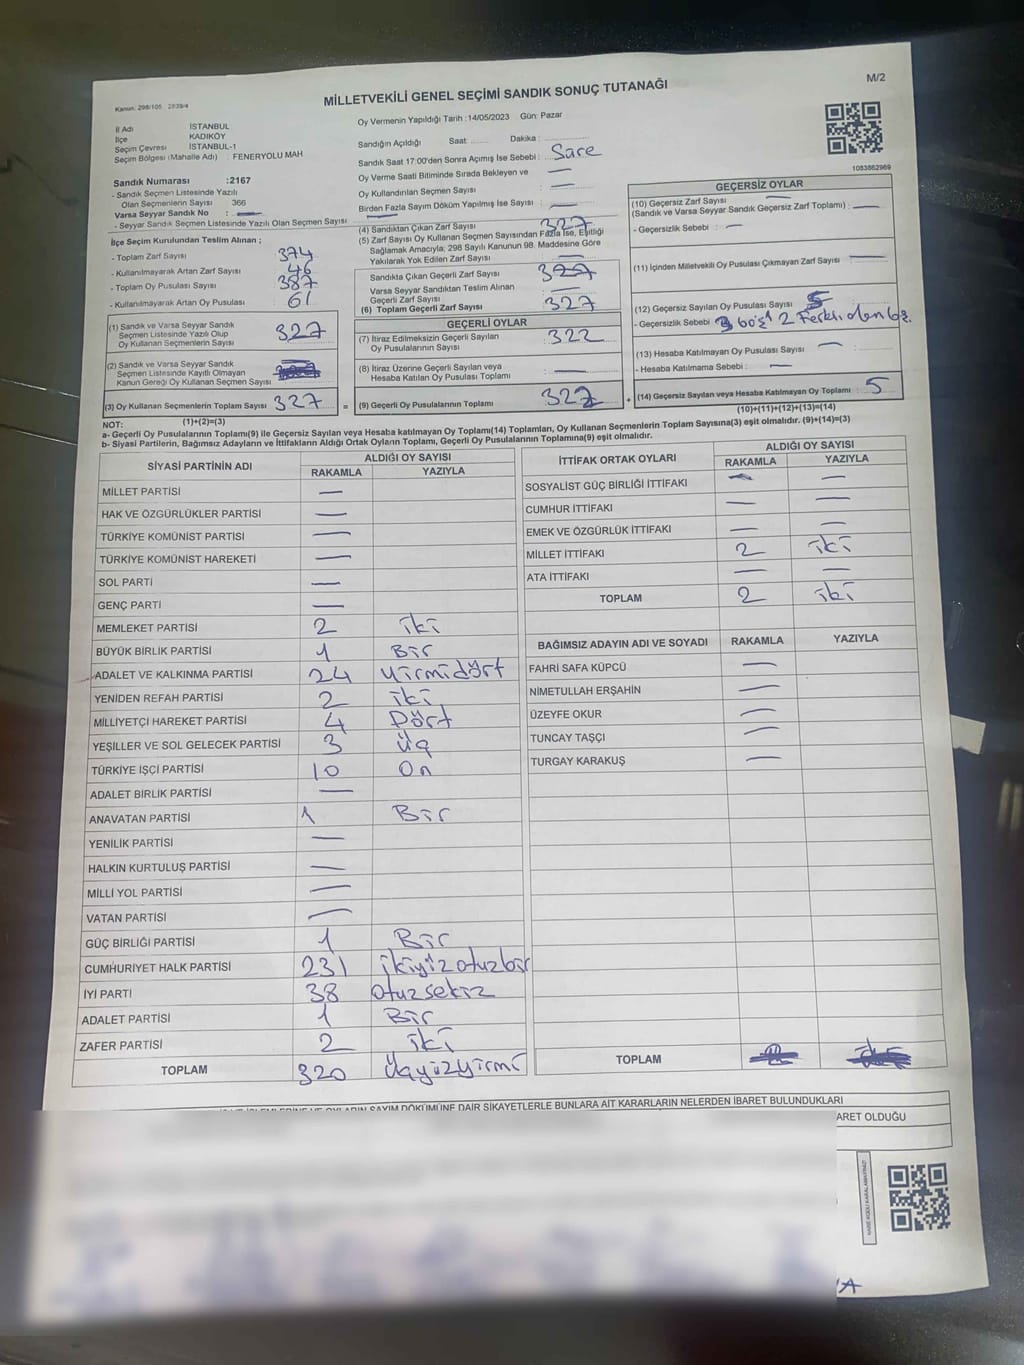 Kanun: 298/105, 2839/4
MİLLETVEKİLİ GENEL SEÇİMİ SANDIK SONUÇ TUTANAĞI
M/2
İl Adı İSTANBUL
İlçe KADIKÖY
Seçim Çevresi İSTANBUL-1
Seçim Bölgesi (Mahalle Adı) : FENERYOLU MAH
Oy Vermenin Yapıldığı Tarih :14/05/2023 Gün: Pazar
Sandığın Açıldığı Saat Dakika :
Sandık Saat 17:00'den Sonra Açılmış İse Sebebi :
Oy Verme Saati Bitiminde Sırada Bekleyen ve —
Oy Kullandırılan Seçmen Sayısı —
Birden Fazla Sayım Döküm Yapılmış İse Sayısı : —
1083862969
Sandık Numarası :2167
- Sandık Seçmen Listesinde Yazılı
Olan Seçmenlerin Sayısı 366
Varsa Seyyar Sandık No : —
- Seyyar Sandık Seçmen Listesinde Yazılı Olan Seçmen Sayısı —
İlçe Seçim Kurulundan Teslim Alınan ;
- Toplam Zarf Sayısı 374
- Kullanılmayarak Artan Zarf Sayısı 46
- Toplam Oy Pusulası Sayısı 387
- Kullanılmayarak Artan Oy Pusulası 61
(1) Sandık ve Varsa Seyyar Sandık
Seçmen Listesinde Yazılı Olup
Oy Kullanan Seçmenlerin Sayısı 327
(2) Sandık ve Varsa Seyyar Sandık
Seçmen Listesinde Kayıtlı Olmayan
Kanun Gereği Oy Kullanan Seçmen Sayısı
(3) Oy Kullanan Seçmenlerin Toplam Sayısı 327 =
(4) Sandıktan Çıkan Zarf Sayısı 327
(5) Zarf Sayısı Oy Kullanan Seçmen Sayısından Fazla İse, Eşitliği
Sağlamak Amacıyla, 298 Sayılı Kanunun 98. Maddesine Göre
Yakılarak Yok Edilen Zarf Sayısı —
Sandıkta Çıkan Geçerli Zarf Sayısı 327
Varsa Seyyar Sandıktan Teslim Alınan
Geçerli Zarf Sayısı —
(6) Toplam Geçerli Zarf Sayısı 327
GEÇERLİ OYLAR
(7) İtiraz Edilmeksizin Geçerli Sayılan
Oy Pusulalarının Sayısı 322
(8) İtiraz Üzerine Geçerli Sayılan veya
Hesaba Katılan Oy Pusulası Toplamı —
(9) Geçerli Oy Pusulalarının Toplamı 322 +
GEÇERSİZ OYLAR
(10) Geçersiz Zarf Sayısı
(Sandık ve Varsa Seyyar Sandık Geçersiz Zarf Toplamı) : —
- Geçersizlik Sebebi : —
(11) İçinden Milletvekili Oy Pusulası Çıkmayan Zarf Sayısı —
(12) Geçersiz Sayılan Oy Pusulası Sayısı 5
- Geçersizlik Sebebi 3 boş 2
(13) Hesaba Katılmayan Oy Pusulası Sayısı —
- Hesaba Katılmama Sebebi : —
(14) Geçersiz Sayılan veya Hesaba Katılmayan Oy Toplamı 5
(10)+(11)+(12)+(13)=(14)
NOT: (1)+(2)=(3)
a- Geçerli Oy Pusulalarının Toplamı(9) ile Geçersiz Sayılan veya Hesaba katılmayan Oy Toplamı(14) Toplamları, Oy Kullanan Seçmenlerin Toplam Sayısına(3) eşit olmalıdır. (9)+(14)=(3)
b- Siyasi Partilerin, Bağımsız Adayların ve İttifakların Aldığı Ortak Oyların Toplamı, Geçerli Oy Pusulalarının Toplamına(9) eşit olmalıdır.
SİYASİ PARTİNİN ADI ALDIĞI OY SAYISI
RAKAMLA YAZIYLA
MİLLET PARTİSİ —
HAK VE ÖZGÜRLÜKLER PARTİSİ —
TÜRKİYE KOMÜNİST PARTİSİ —
TÜRKİYE KOMÜNİST HAREKETİ —
SOL PARTİ —
GENÇ PARTİ —
MEMLEKET PARTİSİ 2 iki
BÜYÜK BİRLİK PARTİSİ 1 Bir
ADALET VE KALKINMA PARTİSİ 24 Yirmidört
YENİDEN REFAH PARTİSİ 2 iki
MİLLİYETÇİ HAREKET PARTİSİ 4 Dört
YEŞİLLER VE SOL GELECEK PARTİSİ 3 Üç
TÜRKİYE İŞÇİ PARTİSİ 10 On
ADALET BİRLİK PARTİSİ —
ANAVATAN PARTİSİ 1 Bir
YENİLİK PARTİSİ —
HALKIN KURTULUŞ PARTİSİ —
MİLLİ YOL PARTİSİ —
VATAN PARTİSİ —
GÜÇ BİRLİĞİ PARTİSİ 1 Bir
CUMHURİYET HALK PARTİSİ 231 ikiyüzotuzbir
İYİ PARTİ 38 otuzsekiz
ADALET PARTİSİ 1 Bir
ZAFER PARTİSİ 2 iki
TOPLAM 320 Üçyüzyirmi
İTTİFAK ORTAK OYLARI ALDIĞI OY SAYISI
RAKAMLA YAZIYLA
SOSYALİST GÜÇ BİRLİĞİ İTTİFAKI — —
CUMHUR İTTİFAKI — —
EMEK VE ÖZGÜRLÜK İTTİFAKI — —
MİLLET İTTİFAKI 2 iki
ATA İTTİFAKI — —
TOPLAM 2 iki
BAĞIMSIZ ADAYIN ADI VE SOYADI RAKAMLA YAZIYLA
FAHRİ SAFA KÜPCÜ —
NİMETULLAH ERŞAHİN —
ÜZEYFE OKUR —
TUNCAY TAŞÇI —
TURGAY KARAKUŞ —
TOPLAM
SAYIM DÖKÜMÜNE DAİR ŞİKAYETLERLE BUNLARA AİT KARARLARIN NELERDEN İBARET BULUNDUKLARI
ARET OLDUĞU